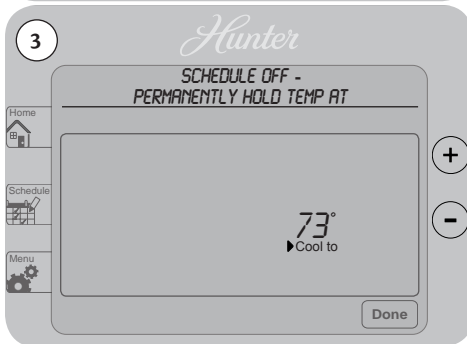 3
Hunter
SCHEDULE OFF -
PERMANENTLY HOLD TEMP AT
Home
+
Schedule
73°
Cool to
-
Menu
Done